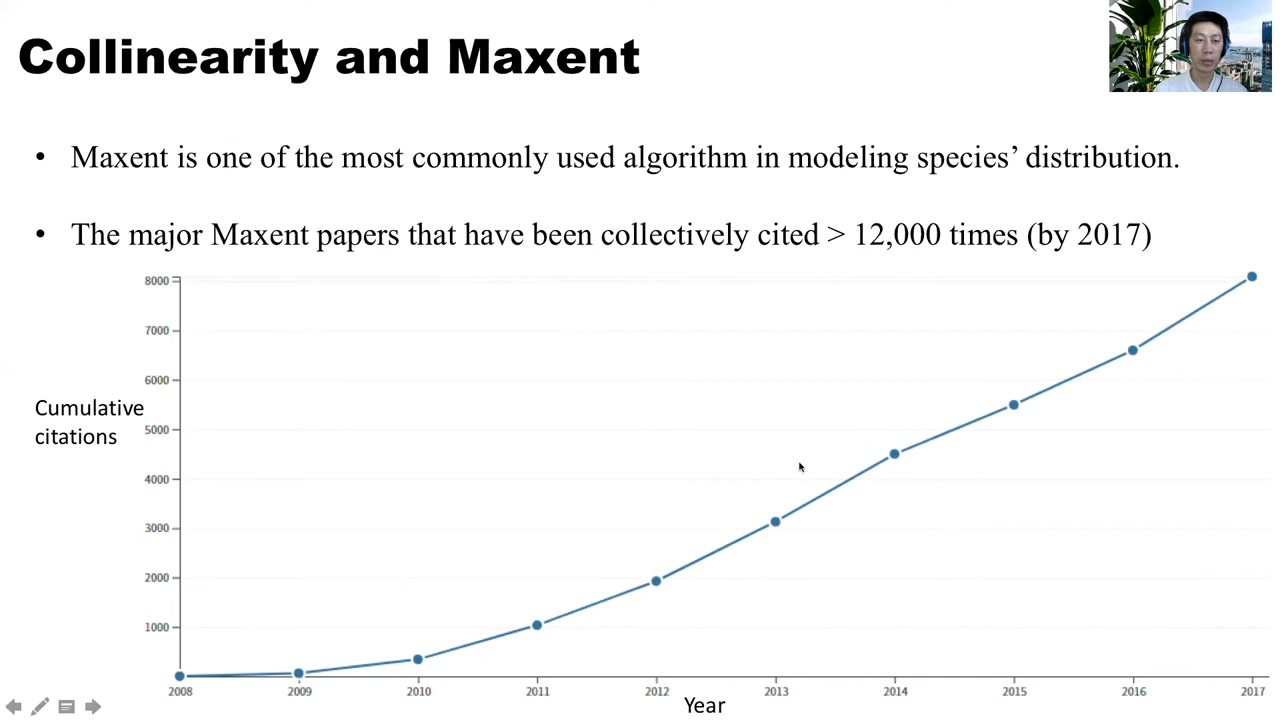 Collinearity and Maxent
• Maxent is one of the most commonly used algorithm in modeling species’ distribution.
• The major Maxent papers that have been collectively cited > 12,000 times (by 2017)
8000
7000
6000
5000
4000
3000
2000
1000
Cumulative
citations
2008 2009 2010 2011 2012 2013 2014 2015 2016 2017
Year